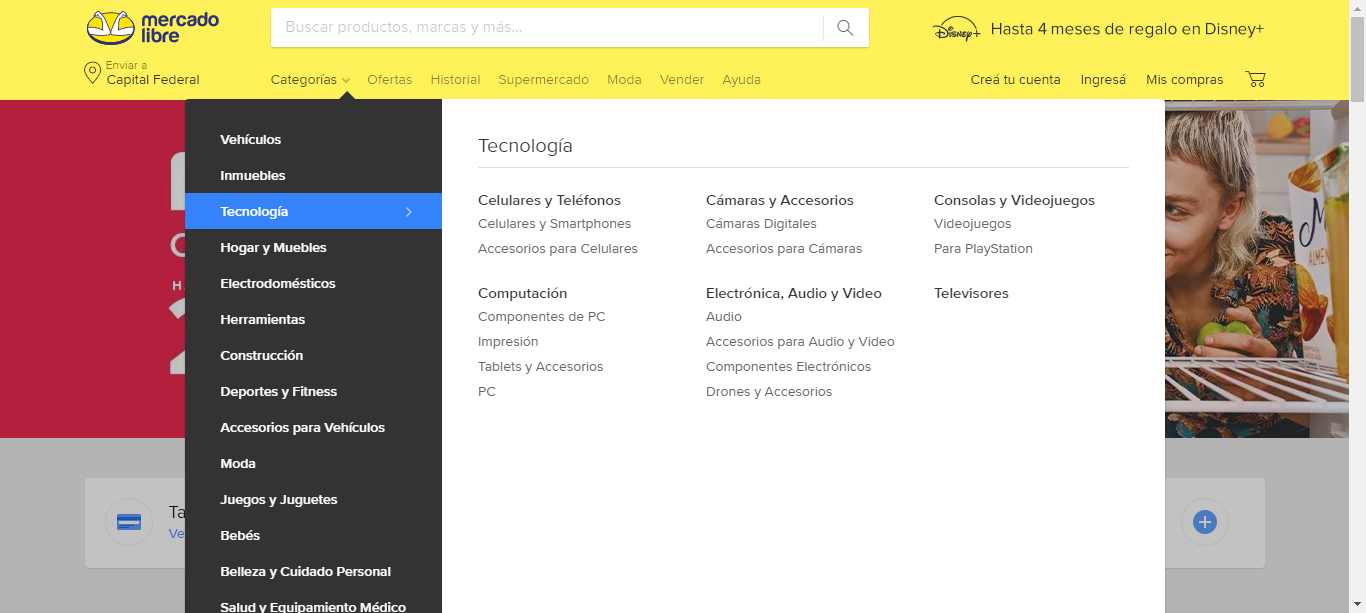 mercado
libre
Buscar productos, marcas y más...
DISNEY+
Hasta 4 meses de regalo en Disney+
Enviar a
Capital Federal
Categorías
Ofertas
Historial
Supermercado
Moda
Vender
Ayuda
Creá tu cuenta
Ingresá
Mis compras
Vehículos
Inmuebles
Tecnología
Hogar y Muebles
Electrodomésticos
Herramientas
Construcción
Deportes y Fitness
Accesorios para Vehículos
Moda
Juegos y Juguetes
Bebés
Belleza y Cuidado Personal
Salud y Equipamiento Médico
Tecnología
Celulares y Teléfonos
Celulares y Smartphones
Accesorios para Celulares
Cámaras y Accesorios
Cámaras Digitales
Accesorios para Cámaras
Consolas y Videojuegos
Videojuegos
Para PlayStation
Computación
Componentes de PC
Impresión
Tablets y Accesorios
PC
Electrónica, Audio y Video
Audio
Accesorios para Audio y Video
Componentes Electrónicos
Drones y Accesorios
Televisores
Ta
Ve